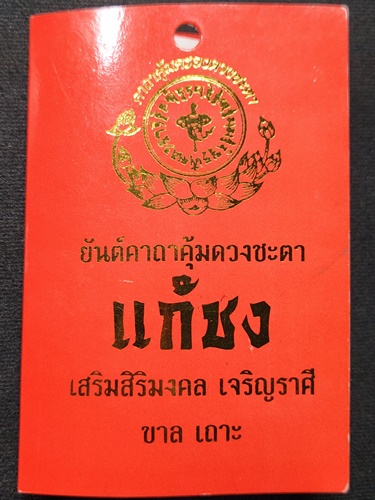 ยันต์คาถาคุ้มดวงชะตา
แก้ชง
เสริมสิริมงคล เจริญราศี
ขาล เถาะ